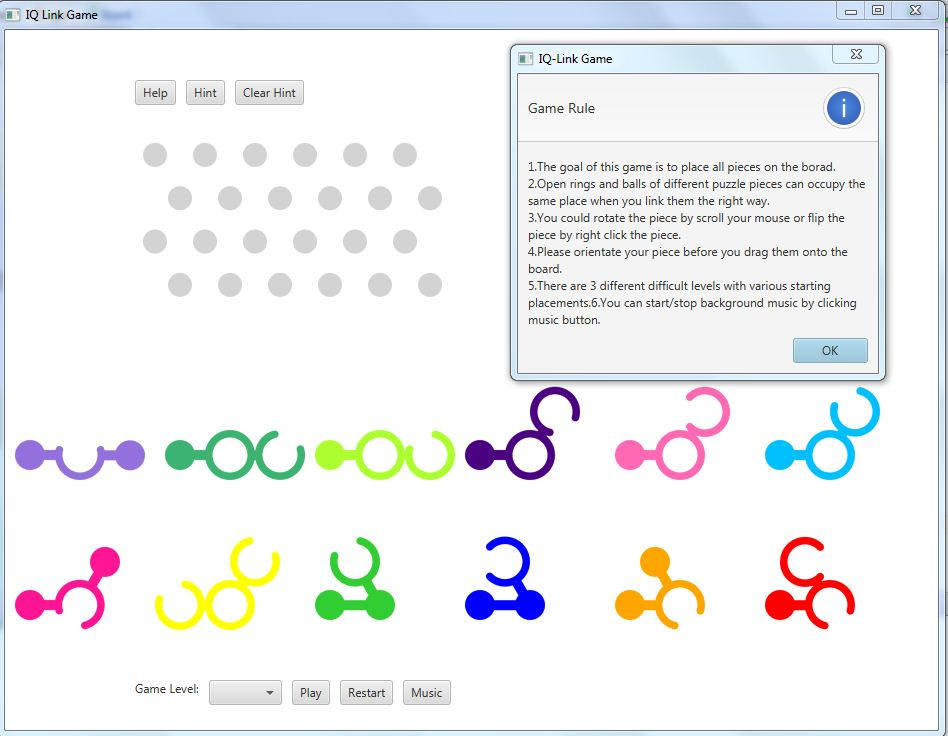 IQ Link Game
IQ-Link Game
Help Hint Clear Hint
Game Rule
1.The goal of this game is to place all pieces on the borad.
2.Open rings and balls of different puzzle pieces can occupy the
same place when you link them the right way.
3.You could rotate the piece by scroll your mouse or flip the
piece by right click the piece.
4.Please orientate your piece before you drag them onto the
board.
5.There are 3 different difficult levels with various starting
placements.6.You can start/stop background music by clicking
music button.
OK
Game Level: Play Restart Music